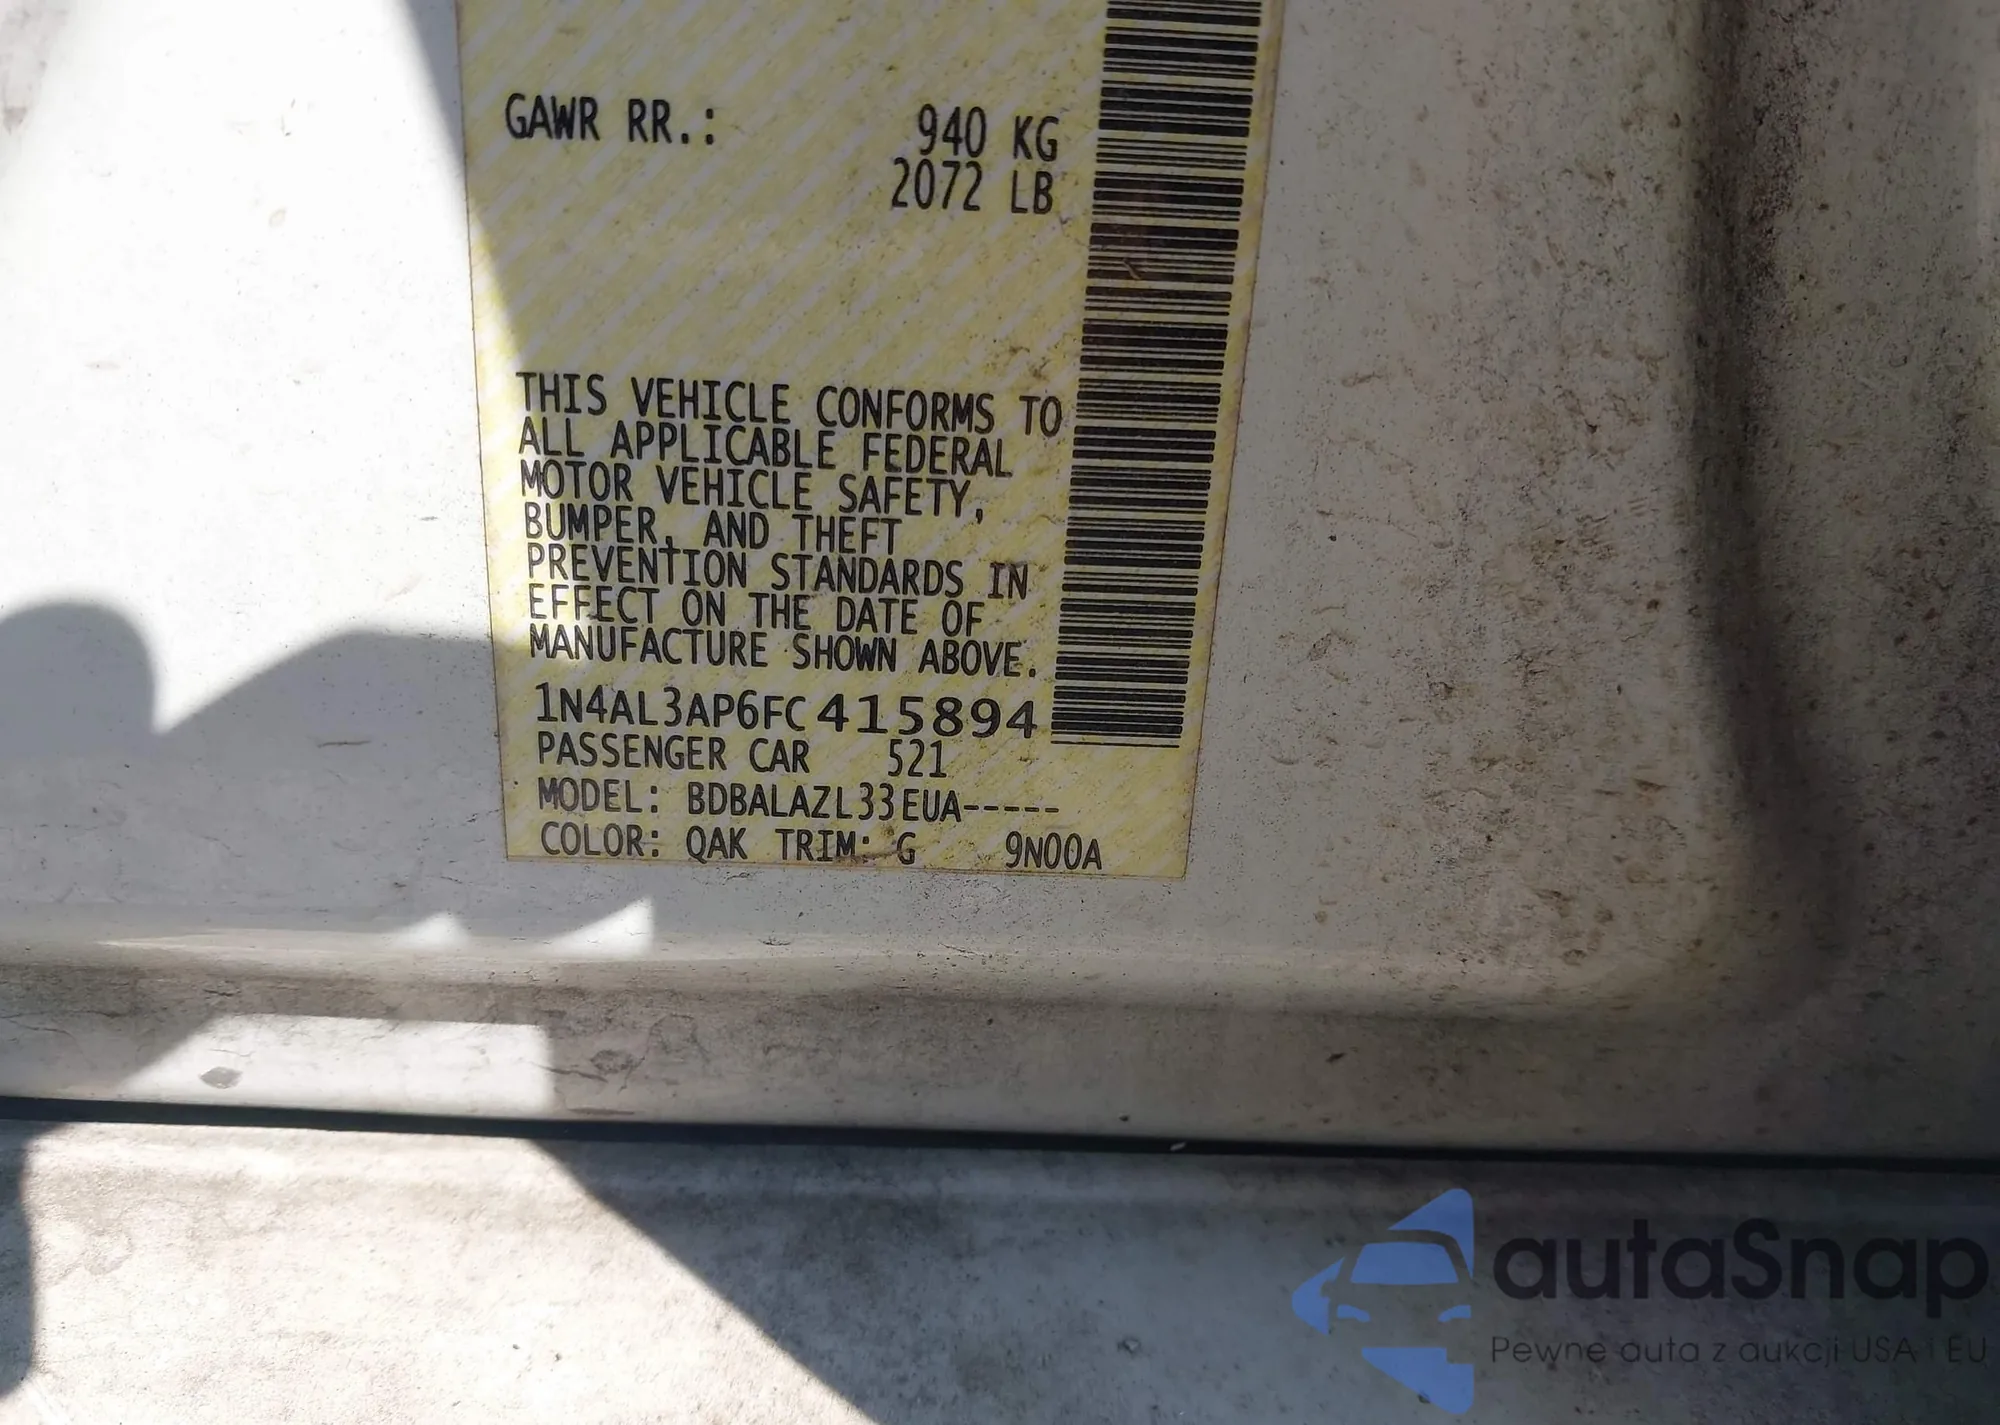 GAWR RR.: 940 KG
2072 LB
THIS VEHICLE CONFORMS TO
ALL APPLICABLE FEDERAL
MOTOR VEHICLE SAFETY,
BUMPER, AND THEFT
PREVENTION STANDARDS IN
EFFECT ON THE DATE OF
MANUFACTURE SHOWN ABOVE.
1N4AL3AP6FC415894
PASSENGER CAR 521
MODEL: BDBALAZL33EUA-----
COLOR: QAK TRIM: G 9N00A
autaSnap
Pewne auta z aukcji USA i EU